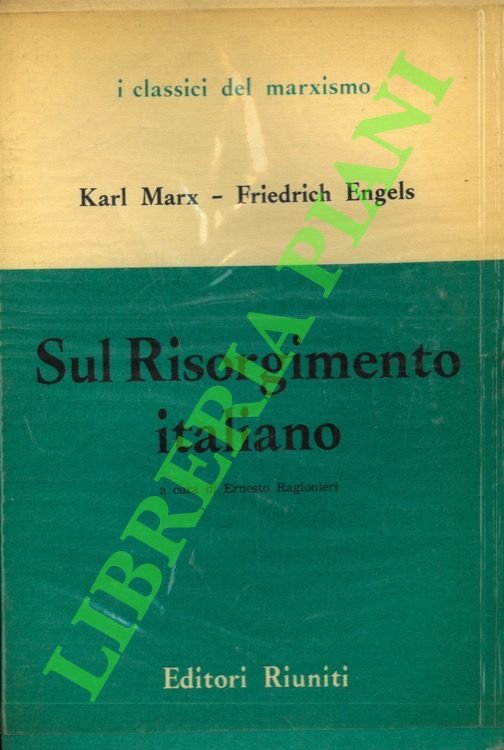 i classici del marxismo
Karl Marx - Friedrich Engels
Sul Risorgimento
italiano
a cura di Ernesto Ragionieri
Editori Riuniti
LIBRERIA PIANI